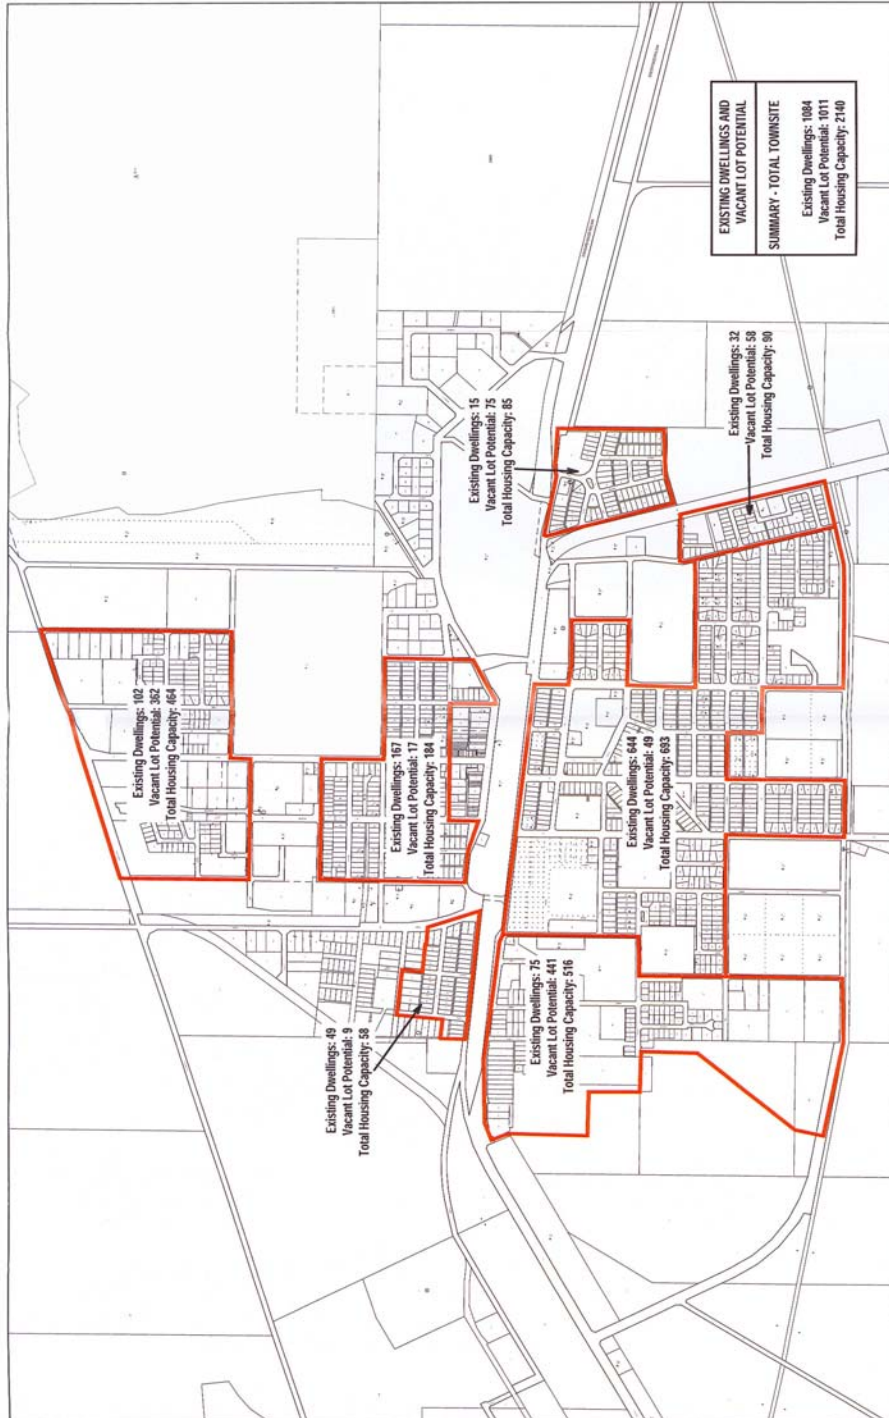 EXISTING DWELLINGS AND
VACANT LOT POTENTIAL
SUMMARY - TOTAL TOWNSITE
Existing Dwellings: 1084
Vacant Lot Potential: 1011
Total Housing Capacity: 2140
Existing Dwellings: 102
Vacant Lot Potential: 362
Total Housing Capacity: 464
Existing Dwellings: 167
Vacant Lot Potential: 17
Total Housing Capacity: 184
Existing Dwellings: 49
Vacant Lot Potential: 9
Total Housing Capacity: 58
Existing Dwellings: 15
Vacant Lot Potential: 75
Total Housing Capacity: 85
Existing Dwellings: 32
Vacant Lot Potential: 58
Total Housing Capacity: 90
Existing Dwellings: 644
Vacant Lot Potential: 49
Total Housing Capacity: 693
Existing Dwellings: 75
Vacant Lot Potential: 441
Total Housing Capacity: 516